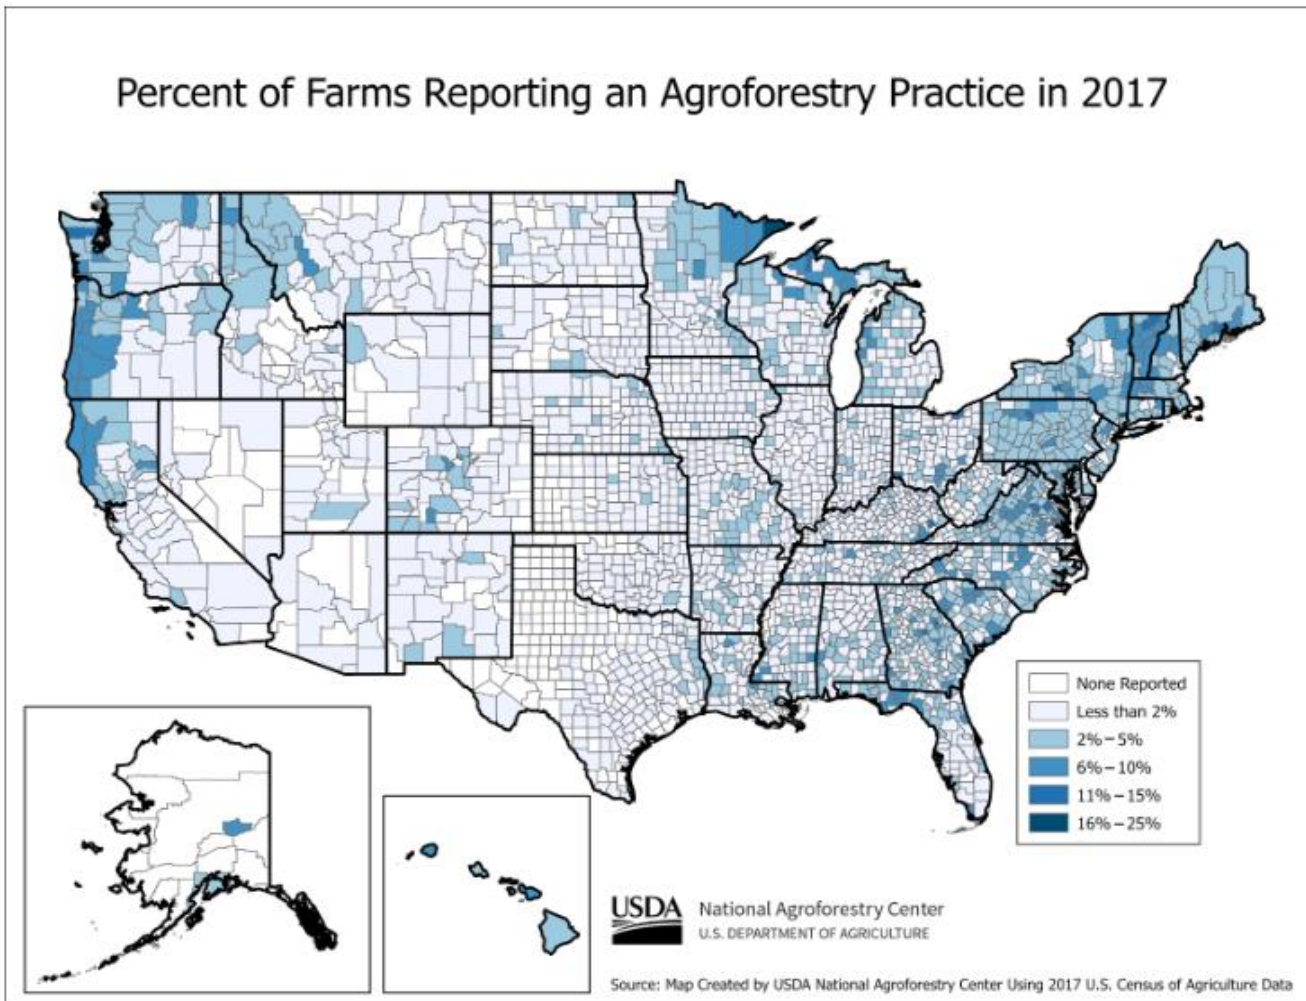 Percent of Farms Reporting an Agroforestry Practice in 2017
None Reported
Less than 2%
2%–5%
6%–10%
11%–15%
16%–25%
USDA
National Agroforestry Center
U.S. DEPARTMENT OF AGRICULTURE
Source: Map Created by USDA National Agroforestry Center Using 2017 U.S. Census of Agriculture Data